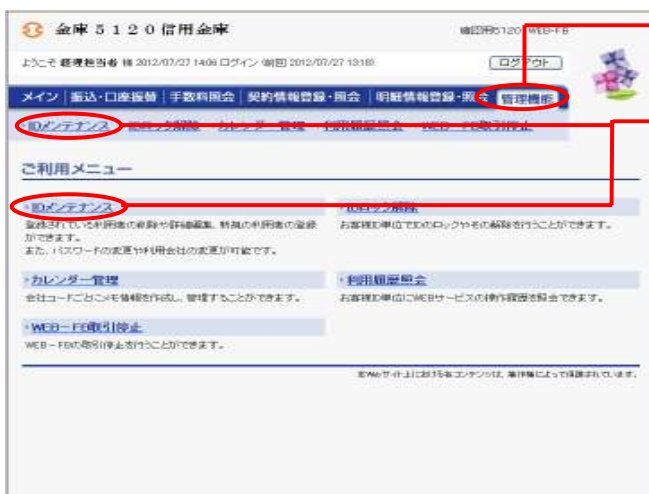 金庫5120信用金庫
ようこそ 経理担当者 様 2012/07/27 1406 ログイン (前回 2012/07/27 1318)
ログアウト
メイン 振込・口座振替 手数料照会 契約情報登録・照会 明細情報登録・照会 管理機能
IDメンテナンス IDロック解除 カレンダー管理 利用履歴照会 WEB-FB取引停止
ご利用メニュー
IDメンテナンス
登録されている利用者の削除や詳細編集、新規の利用者の登録
ができます。
また、パスワードの変更や利用会社の変更が可能です。
IDロック解除
お客様ID単位でIDのロックやその解除を行うことができます。
カレンダー管理
会社コードごとにメモ情報を作成し、管理することができます。
利用履歴照会
お客様ID単位にWEBサービスの操作履歴を照会できます。
WEB-FB取引停止
WEB-FBの取引停止を行うことができます。
本Webサイト上における各コンテンツは、著作権によって保護されています。